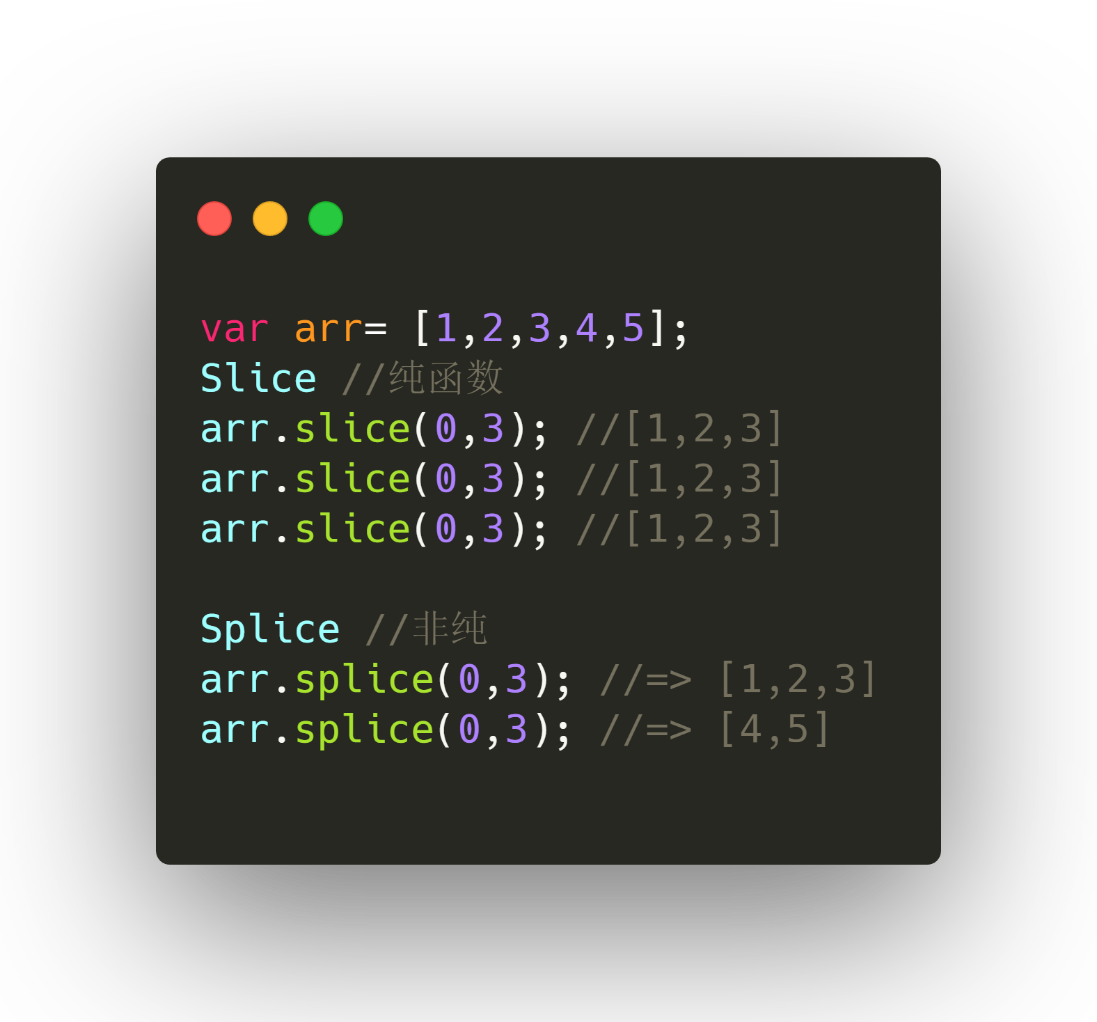 var arr= [1,2,3,4,5];
Slice //纯函数
arr.slice(0,3); //[1,2,3]
arr.slice(0,3); //[1,2,3]
arr.slice(0,3); //[1,2,3]
Splice //非纯
arr.splice(0,3); //=> [1,2,3]
arr.splice(0,3); //=> [4,5]